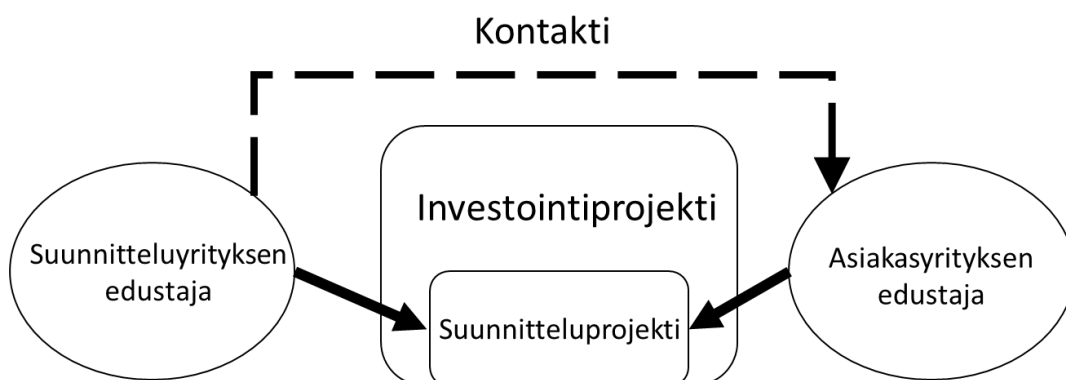 Kontakti
Investointiprojekti
Suunnitteluyrityksen
edustaja
Asiakasyrityksen
edustaja
Suunnitteluprojekti